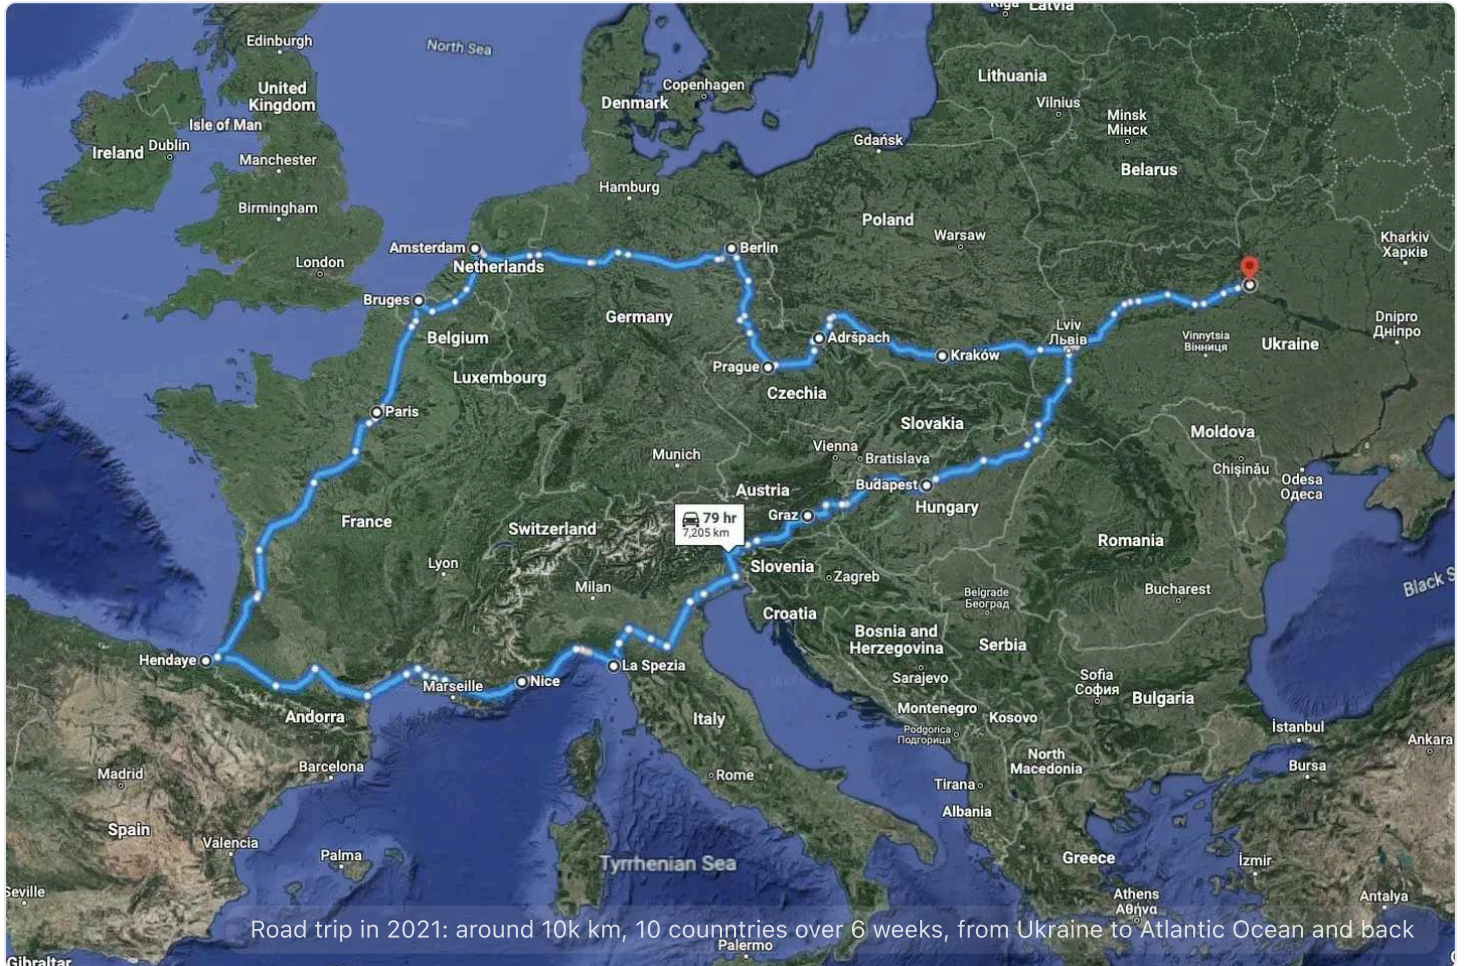 Riga
Latvia
Edinburgh
North Sea
United
Kingdom
Copenhagen
Denmark
Lithuania
Vilnius
Isle of Man
Minsk
Мінск
Ireland
Dublin
Gdańsk
Manchester
Belarus
Hamburg
Birmingham
Poland
Warsaw
Kharkiv
Харків
Amsterdam
Berlin
London
Netherlands
Bruges
Germany
Dnipro
Дніпро
Belgium
Adršpach
Lviv
Львів
Vinnytsia
Вінниця
Ukraine
Kraków
Prague
Luxembourg
Czechia
Paris
Slovakia
Moldova
Vienna
Munich
Bratislava
Chișinău
Budapest
Odesa
Одеса
Austria
Hungary
Graz
79 hr
7,205 km
France
Switzerland
Romania
Lyon
Slovenia
Zagreb
Milan
Belgrade
Београд
Bucharest
Black S
Croatia
Bosnia and
Herzegovina
Serbia
Hendaye
La Spezia
Sarajevo
Sofia
София
Nice
Marseille
Bulgaria
Montenegro
Kosovo
Andorra
Italy
Podgorica
Подгорица
İstanbul
Ankara
North
Macedonia
Barcelona
Madrid
Rome
Bursa
Tirana
Albania
Spain
Valencia
Palma
Tyrrhenian Sea
Greece
İzmir
Seville
Athens
Αθήνα
Antalya
Road trip in 2021: around 10k km, 10 counntries over 6 weeks, from Ukraine to Atlantic Ocean and back
Palermo
Gibraltar